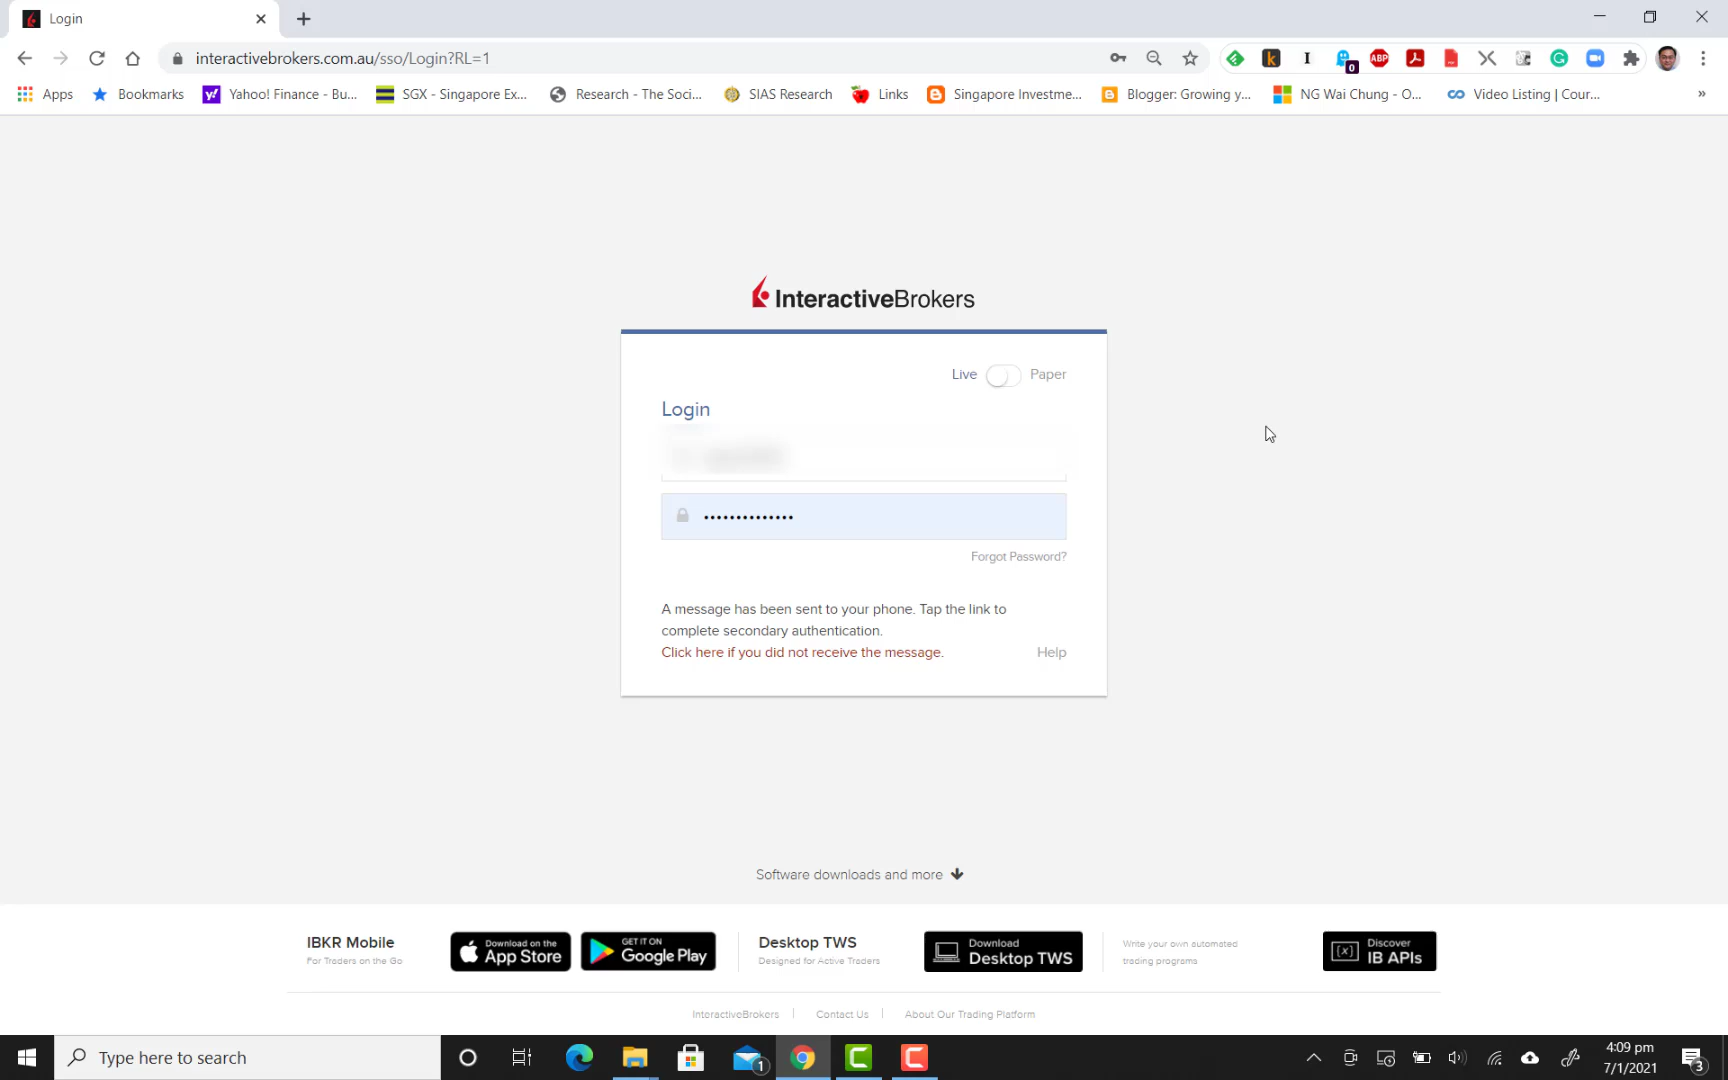 Login
interactivebrokers.com.au/sso/Login?RL=1
0
ABP
Apps
Bookmarks
Yahoo! Finance - Bu...
SGX - Singapore Ex...
Research - The Soci...
SIAS Research
Links
Singapore Investme...
Blogger: Growing y...
NG Wai Chung - O...
Video Listing | Cour...
»
InteractiveBrokers
Live
Paper
Login
••••••••••••••
Forgot Password?
A message has been sent to your phone. Tap the link to
complete secondary authentication.
Click here if you did not receive the message.
Help
Software downloads and more
IBKR Mobile
For Traders on the Go
Download on the
App Store
GET IT ON
Google Play
Desktop TWS
Designed for Active Traders
Download
Desktop TWS
Write your own automated
trading programs
[x]
Discover
IB APIs
InteractiveBrokers
Contact Us
About Our Trading Platform
Type here to search
1
4:09 pm
7/1/2021
3